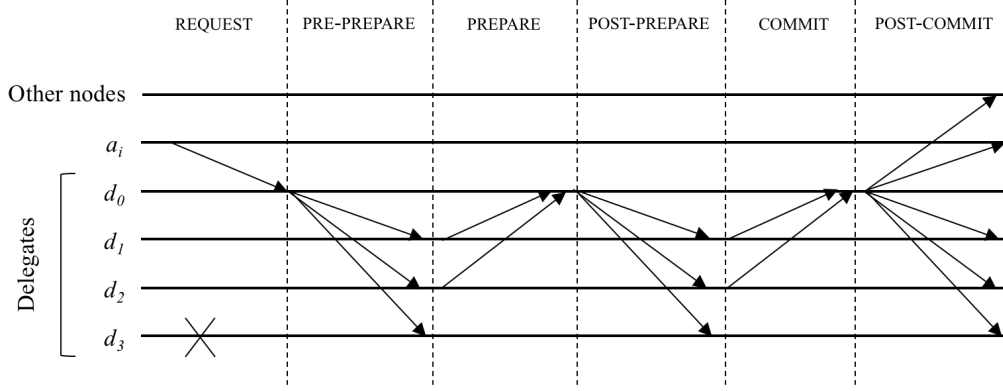 REQUEST PRE-PREPARE PREPARE POST-PREPARE COMMIT POST-COMMIT
Other nodes
a_i
d_0
d_1
d_2
d_3
Delegates